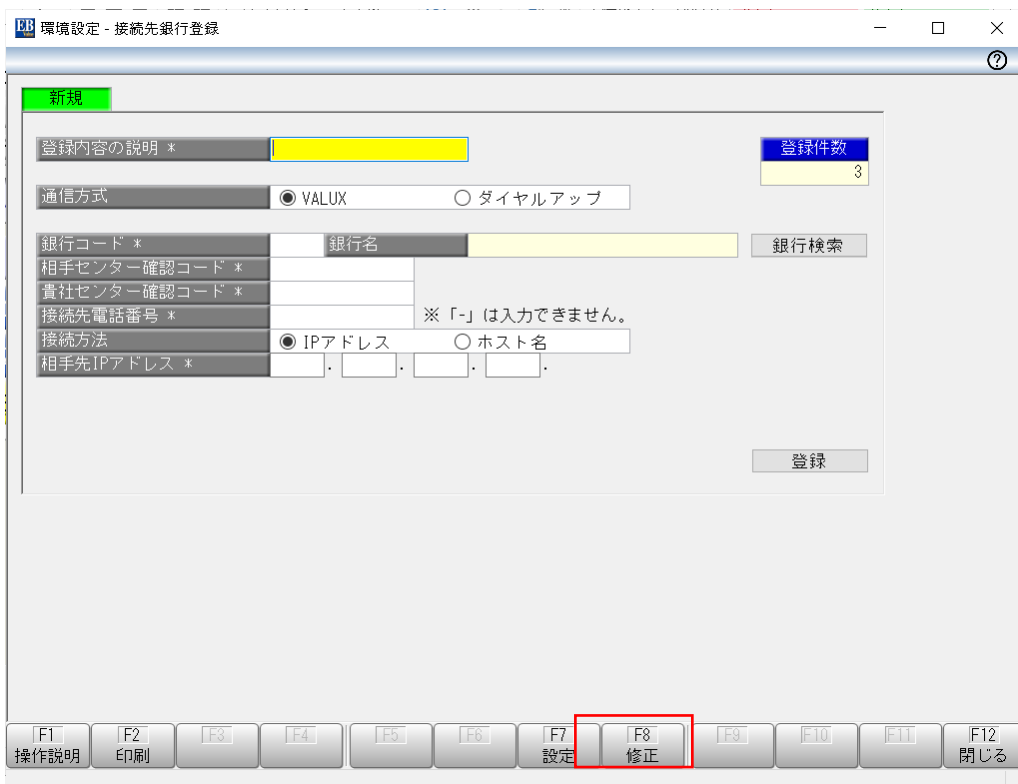 EB 環境設定 - 接続先銀行登録
新規
登録内容の説明 *
登録件数
3
通信方式 VALUX ダイヤルアップ
銀行コード * 銀行名 銀行検索
相手センター確認コード *
貴社センター確認コード *
接続先電話番号 * ※「-」は入力できません。
接続方法 IPアドレス ホスト名
相手先IPアドレス * . . . .
登録
F1 F2 F3 F4 F5 F6 F7 F8 F9 F10 F11 F12
操作説明 印刷 設定 修正 閉じる